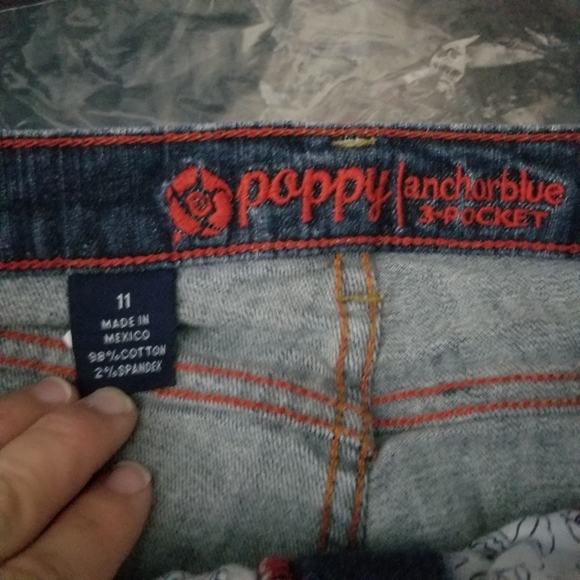 poppy
anchorblue
3-POCKET
11
MADE IN
MEXICO
98%COTTON
2%SPANDEX